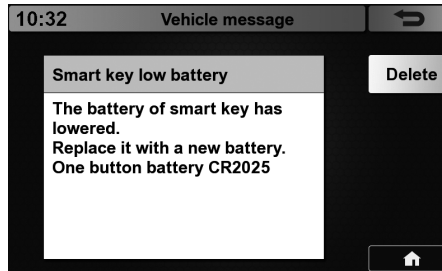 10:32 Vehicle message
Smart key low battery
Delete
The battery of smart key has
lowered.
Replace it with a new battery.
One button battery CR2025